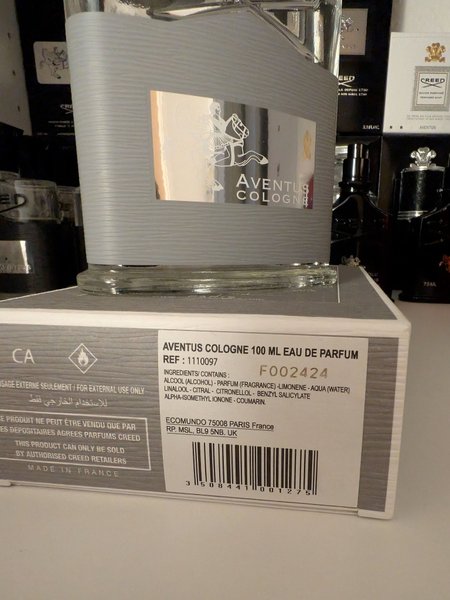 CREED
CREED
AVENTUS
AVENTUS
COLOGNE
CA
USAGE EXTERNE SEULEMENT / FOR EXTERNAL USE ONLY
للاستخدام الخارجي فقط
CE PRODUIT NE PEUT ÊTRE VENDU QUE PAR
LES DEPOSITAIRES AGREES PARFUMS CREED
THIS PRODUCT CAN ONLY BE SOLD
BY AUTHORISED CREED RETAILERS
MADE IN FRANCE
AVENTUS COLOGNE 100 ML EAU DE PARFUM
REF : 1110097
F002424
INGREDIENTS/ CONTAINS :
ALCOOL (ALCOHOL) - PARFUM (FRAGRANCE) -LIMONENE - AQUA (WATER)
LINALOOL - CITRAL - CITRONELLOL - BENZYL SALICYLATE
ALPHA-ISOMETHYL IONONE - COUMARIN.
ECOMUNDO 75008 PARIS France
RP. MSL, BL9 5NB. UK
3 508441 001275